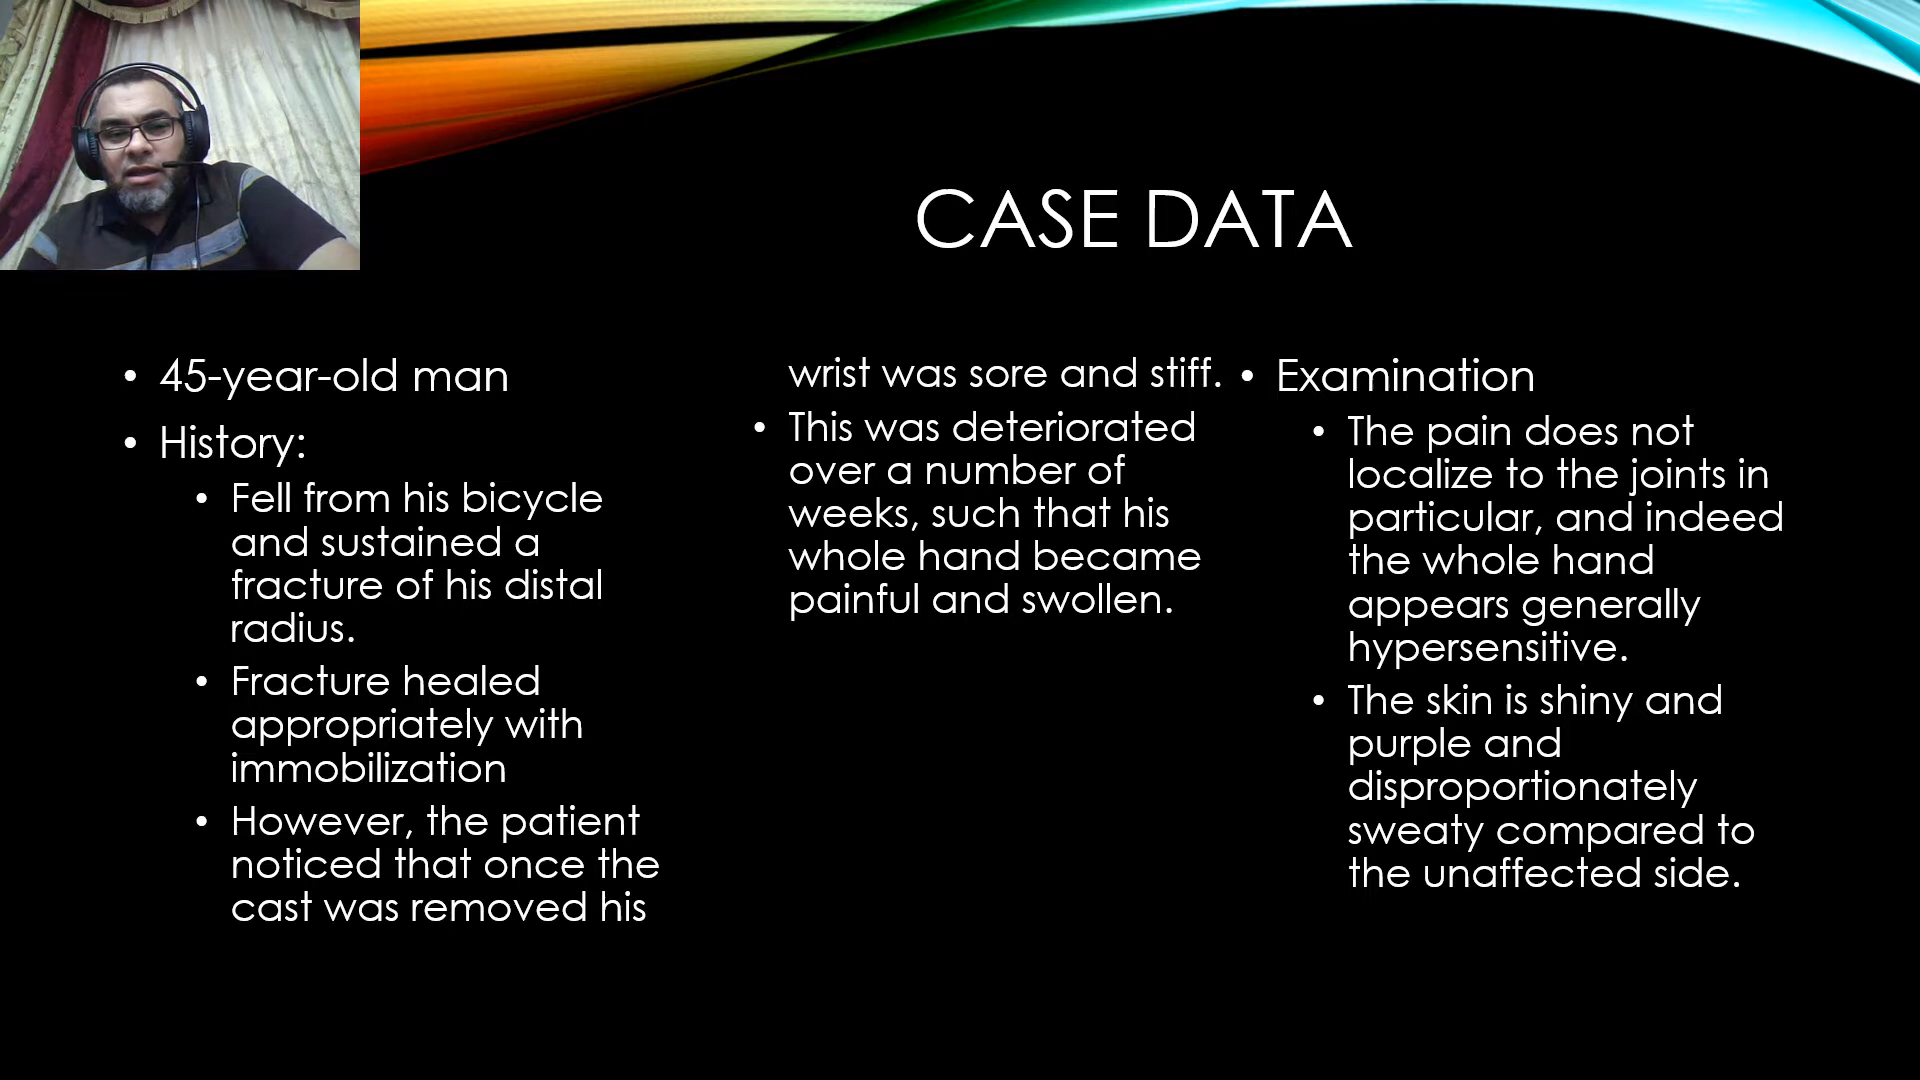 CASE DATA
• 45-year-old man
• History:
• Fell from his bicycle
and sustained a
fracture of his distal
radius.
• Fracture healed
appropriately with
immobilization
• However, the patient
noticed that once the
cast was removed his
wrist was sore and stiff.
• This was deteriorated
over a number of
weeks, such that his
whole hand became
painful and swollen.
• Examination
• The pain does not
localize to the joints in
particular, and indeed
the whole hand
appears generally
hypersensitive.
• The skin is shiny and
purple and
disproportionately
sweaty compared to
the unaffected side.